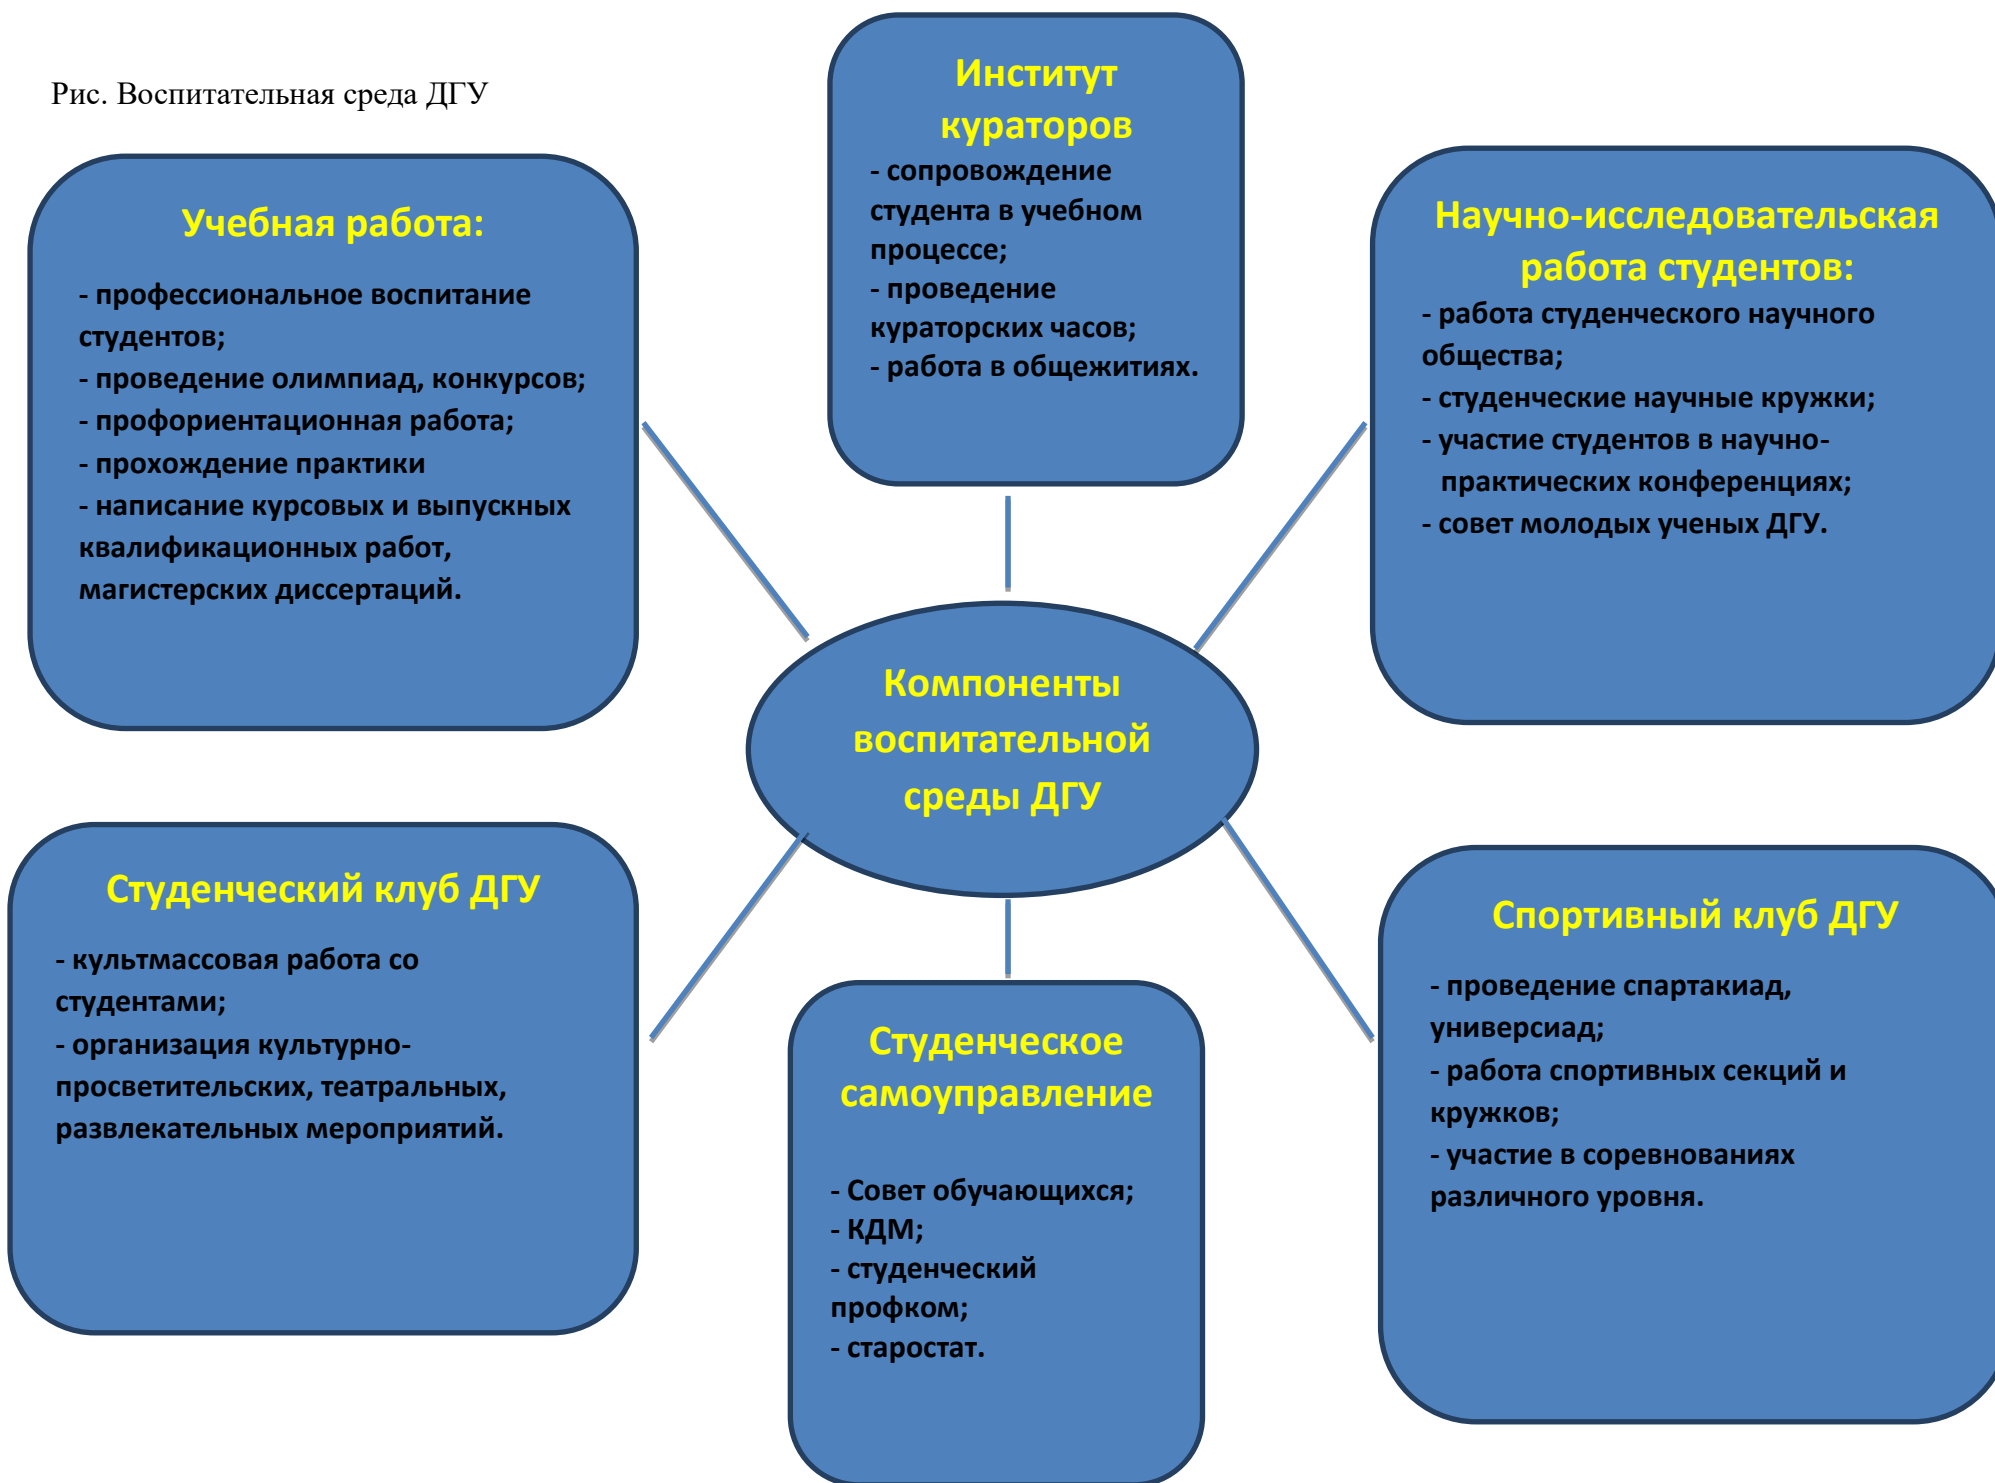 Рис. Воспитательная среда ДГУ
Институт
кураторов
- сопровождение
студента в учебном
процессе;
- проведение
кураторских часов;
- работа в общежитиях.
Учебная работа:
- профессиональное воспитание
студентов;
- проведение олимпиад, конкурсов;
- профориентационная работа;
- прохождение практики
- написание курсовых и выпускных
квалификационных работ,
магистерских диссертаций.
Научно-исследовательская
работа студентов:
- работа студенческого научного
общества;
- студенческие научные кружки;
- участие студентов в научно-
практических конференциях;
- совет молодых ученых ДГУ.
Компоненты
воспитательной
среды ДГУ
Студенческий клуб ДГУ
- культмассовая работа со
студентами;
- организация культурно-
просветительских, театральных,
развлекательных мероприятий.
Студенческое
самоуправление
- Совет обучающихся;
- КДМ;
- студенческий
профком;
- старостат.
Спортивный клуб ДГУ
- проведение спартакиад,
универсиад;
- работа спортивных секций и
кружков;
- участие в соревнованиях
различного уровня.